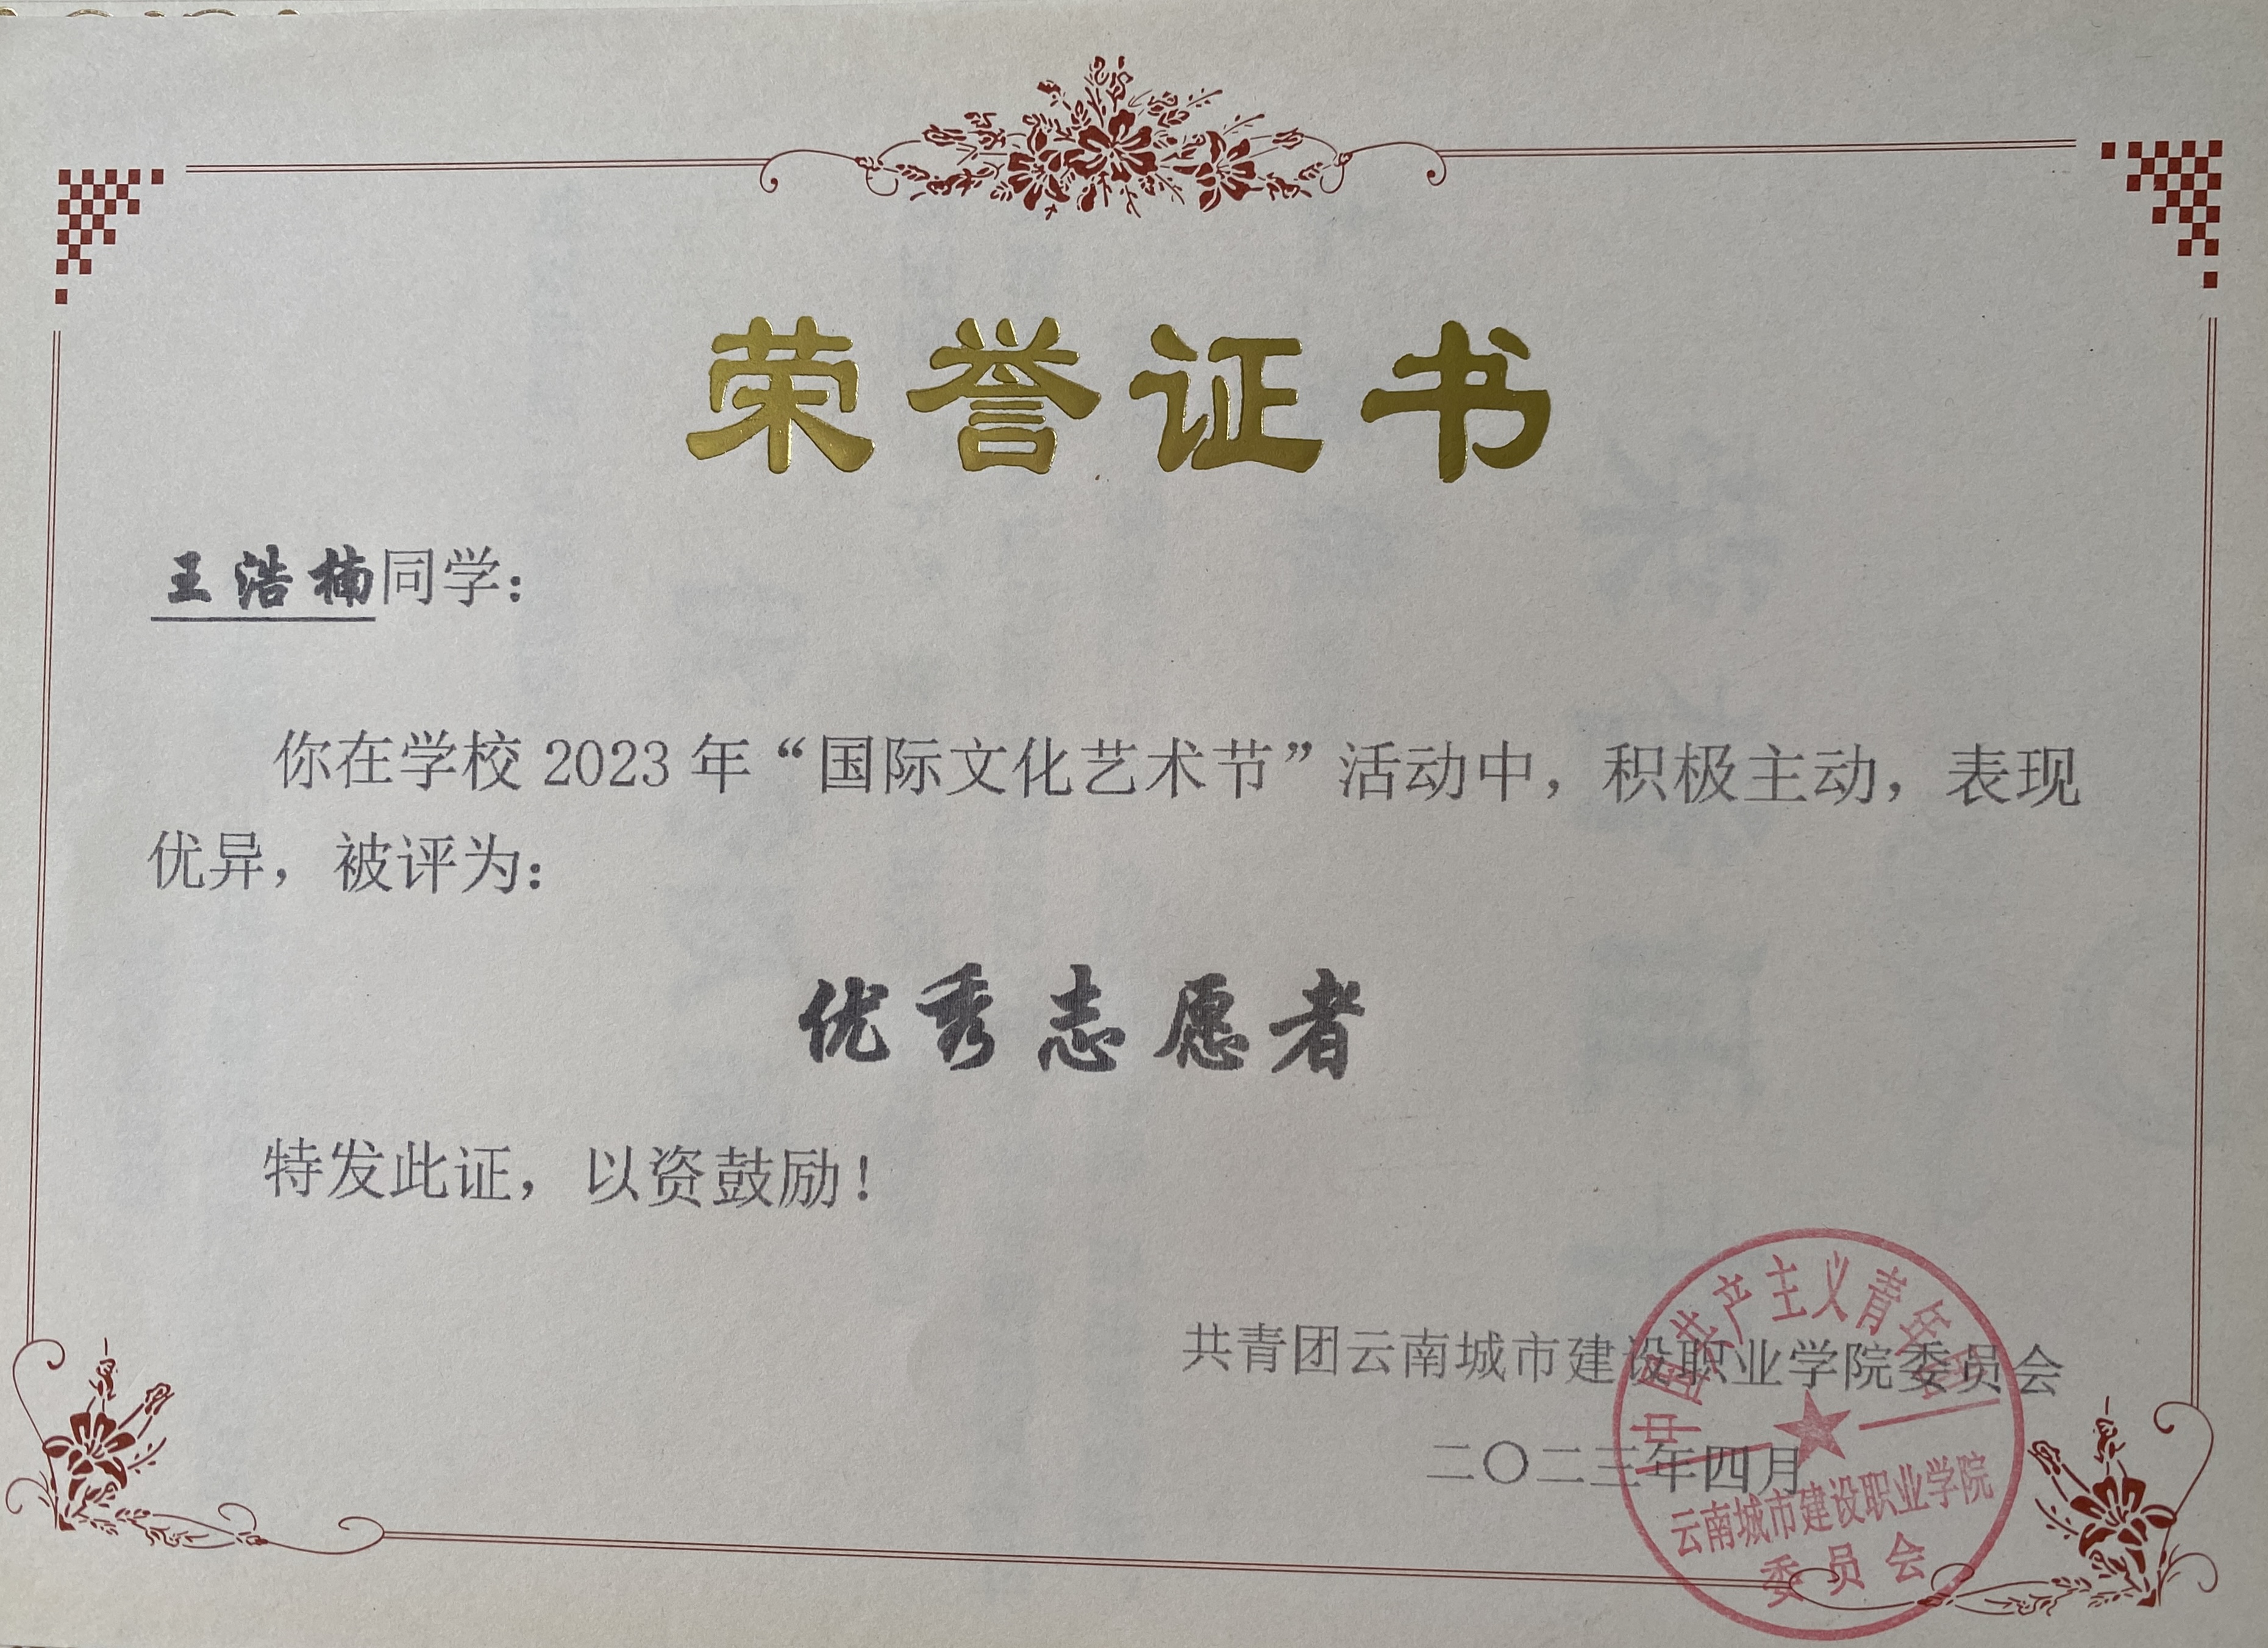 荣誉证书
王浩楠同学：
你在学校2023年“国际文化艺术节”活动中，积极主动，表现
优异，被评为：
优秀志愿者
特发此证，以资鼓励！
共青团云南城市建设职业学院委员会
二〇二三年四月
中国共产主义青年团
云南城市建设职业学院
委员会